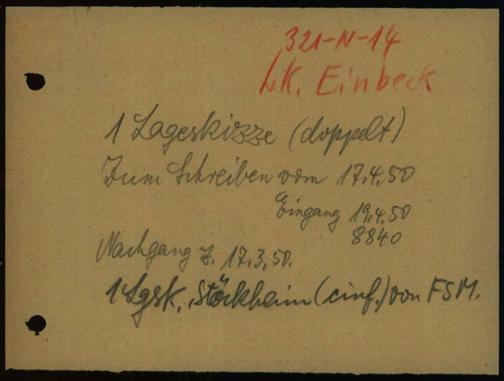 321-N-14
Lk. Einbeck
1 Lageskizze (doppelt)
Zum Schreiben vom 17.4.50
Eingang 19.4.50
8840
Nachgang z. 17.3.50.
1 Lgsk. Stöckheim (einf.) von FSM.